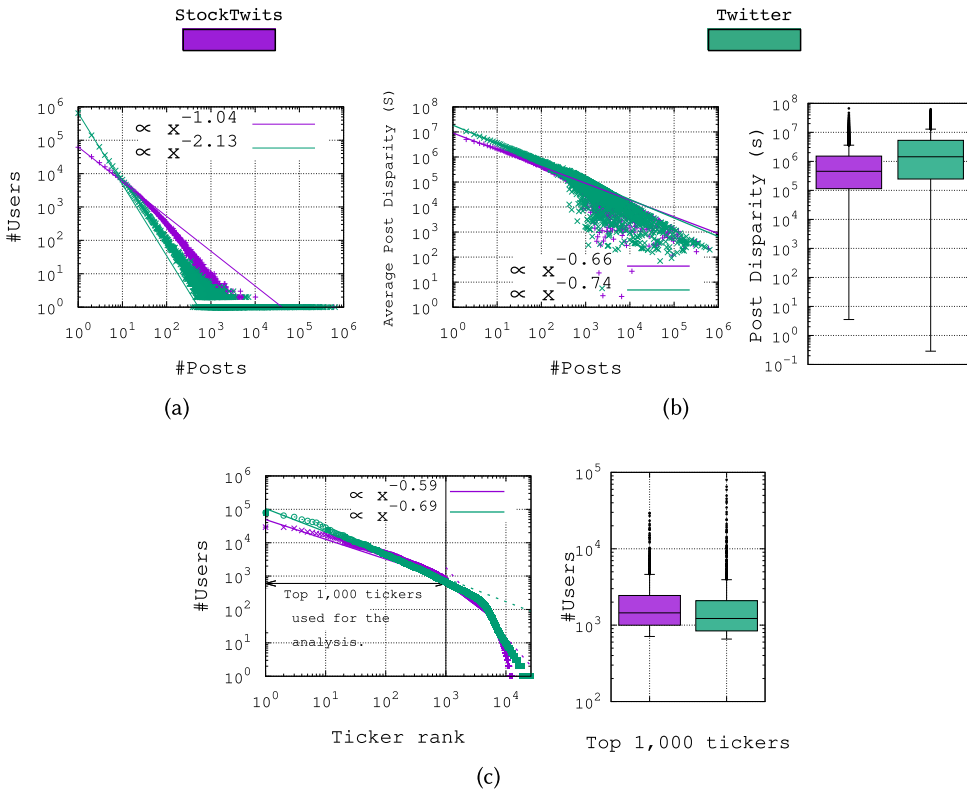 StockTwits
Twitter
#Users
10^6
10^5
10^4
10^3
10^2
10^1
10^0
∝ x^-1.04
∝ x^-2.13
10^0 10^1 10^2 10^3 10^4 10^5 10^6
#Posts
(a)
Average Post Disparity (S)
10^8
10^7
10^6
10^5
10^4
10^3
10^2
10^1
10^0
∝ x^-0.66
∝ x^-0.74
10^0 10^1 10^2 10^3 10^4 10^5 10^6
#Posts
Post Disparity (s)
10^8
10^7
10^6
10^5
10^4
10^3
10^2
10^1
10^0
10^-1
(b)
#Users
10^6
10^5
10^4
10^3
10^2
10^1
10^0
∝ x^-0.59
∝ x^-0.69
Top 1,000 tickers
used for the
analysis.
10^0 10^1 10^2 10^3 10^4
Ticker rank
#Users
10^5
10^4
10^3
10^2
Top 1,000 tickers
(c)